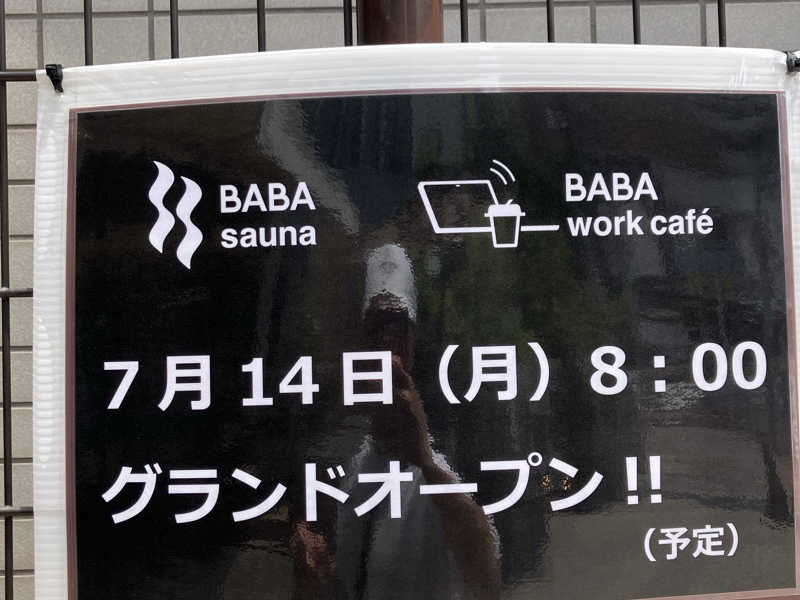 BABA
sauna
BABA
work café
7月14日（月）8：00
グランドオープン!!
（予定）